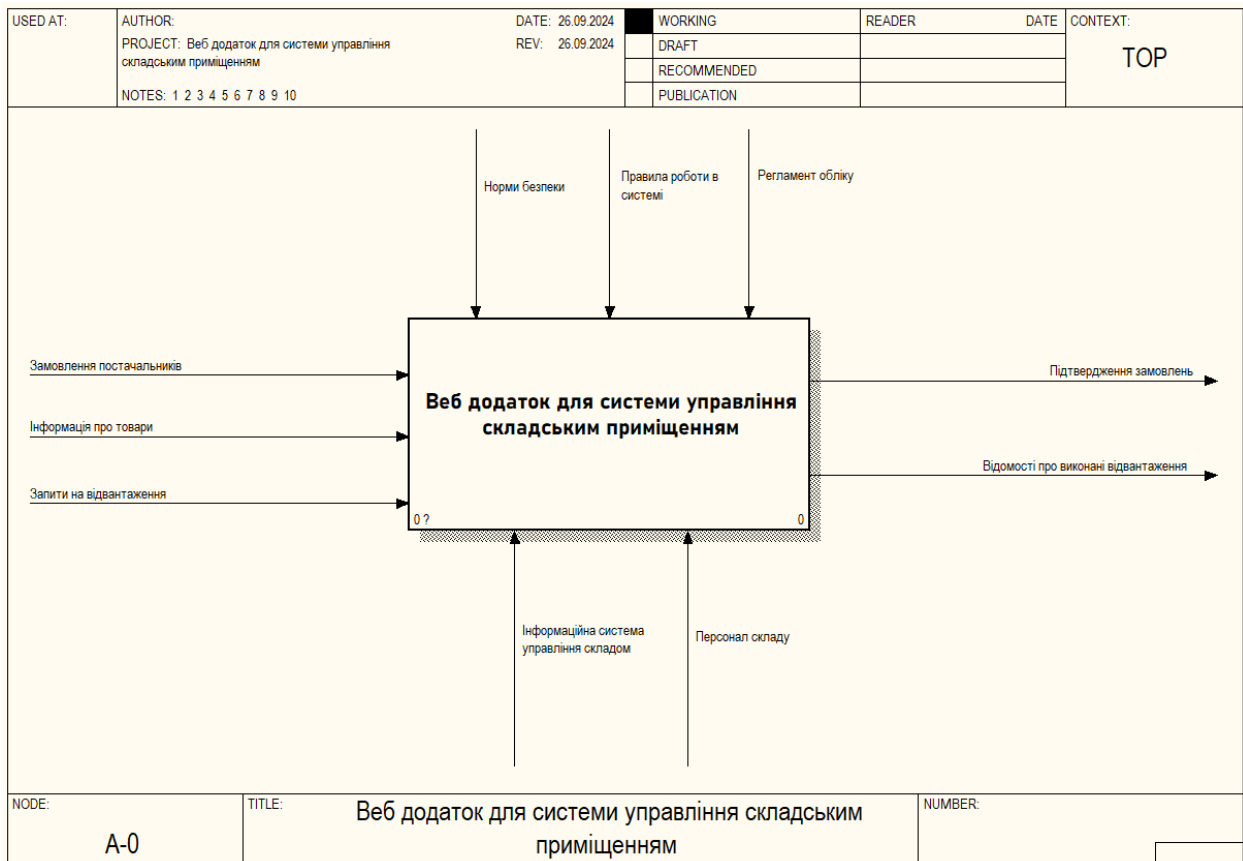 USED AT:
AUTHOR:
DATE: 26.09.2024
PROJECT: Веб додаток для системи управління
складським приміщенням
REV: 26.09.2024
NOTES: 1 2 3 4 5 6 7 8 9 10
WORKING
DRAFT
RECOMMENDED
PUBLICATION
READER
DATE
CONTEXT:
TOP
Норми безпеки
Правила роботи в
системі
Регламент обліку
Замовлення постачальників
Інформація про товари
Запити на відвантаження
Веб додаток для системи управління
складським приміщенням
0 ?
0
Підтвердження замовлень
Відомості про виконані відвантаження
Інформаційна система
управління складом
Персонал складу
NODE:
A-0
TITLE:
Веб додаток для системи управління складським
приміщенням
NUMBER: